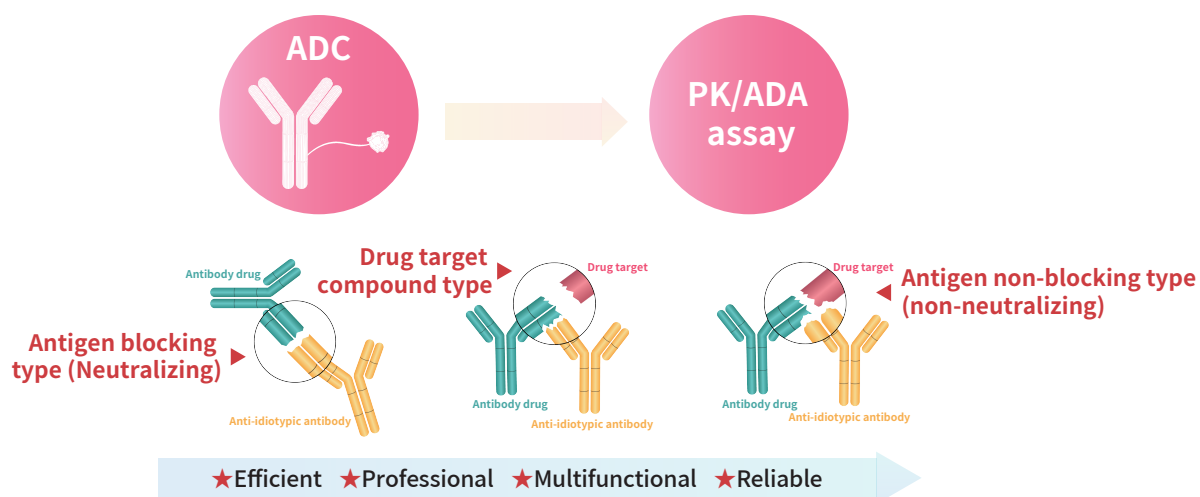 ADC
PK/ADA
assay
Antibody drug
Antigen blocking
type (Neutralizing)
Anti-idiotypic antibody
Drug target
compound type
Drug target
Antibody drug
Anti-idiotypic antibody
Drug target
Antigen non-blocking type
(non-neutralizing)
Antibody drug
Anti-idiotypic antibody
★Efficient ★Professional ★Multifunctional ★Reliable